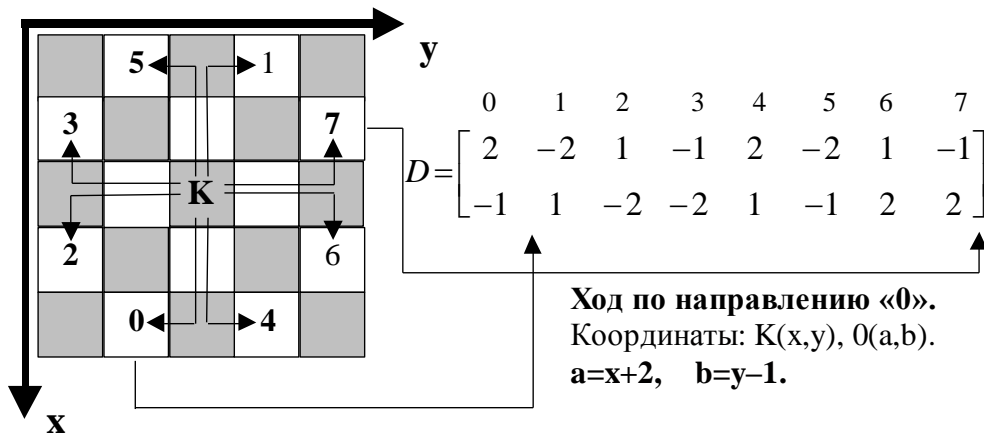 y
5 1
3 7
K
2 6
0 4
x
0 1 2 3 4 5 6 7
D = [ 2 −2 1 −1 2 −2 1 −1
−1 1 −2 −2 1 −1 2 2 ]
Ход по направлению «0».
Координаты: K(x,y), 0(a,b).
a=x+2, b=y–1.